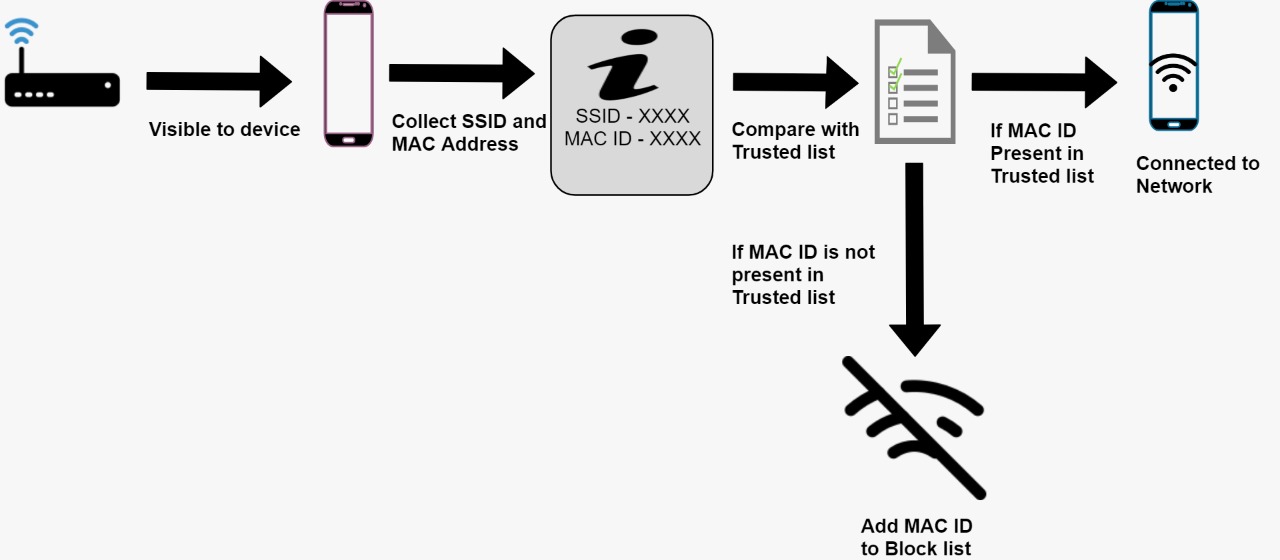 Visible to device
Collect SSID and
MAC Address
SSID - XXXX
MAC ID - XXXX
Compare with
Trusted list
If MAC ID
Present in
Trusted list
Connected to
Network
If MAC ID is not
present in
Trusted list
Add MAC ID
to Block list